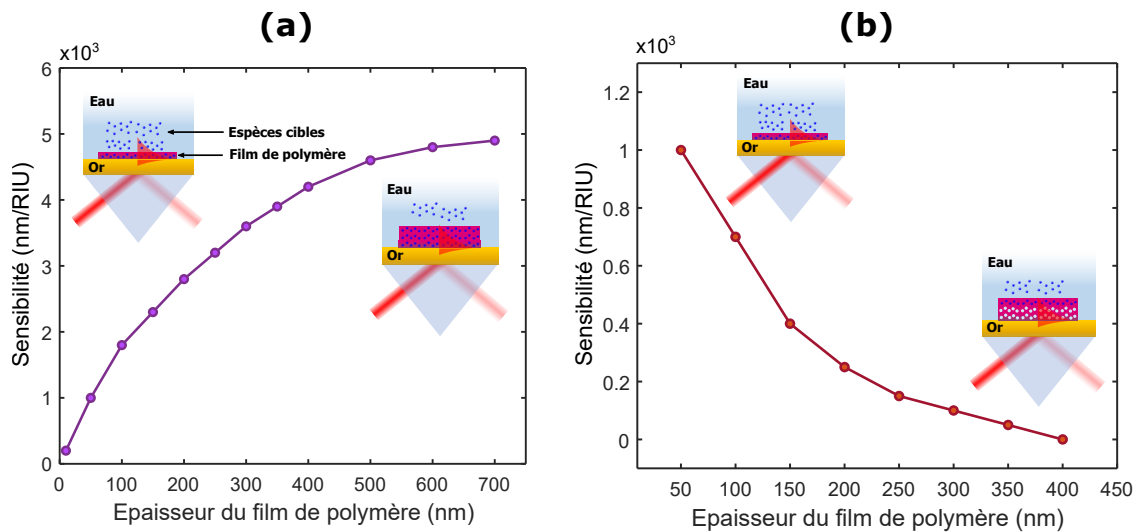 (a)
x10³
6
5
4
3
2
1
0
0 100 200 300 400 500 600 700
Sensibilité (nm/RIU)
Epaisseur du film de polymère (nm)
Eau
Espèces cibles
Film de polymère
Or
Eau
Or
(b)
x10³
1.2
1
0.8
0.6
0.4
0.2
0
50 100 150 200 250 300 350 400 450
Sensibilité (nm/RIU)
Epaisseur du film de polymère (nm)
Eau
Or
Eau
Or